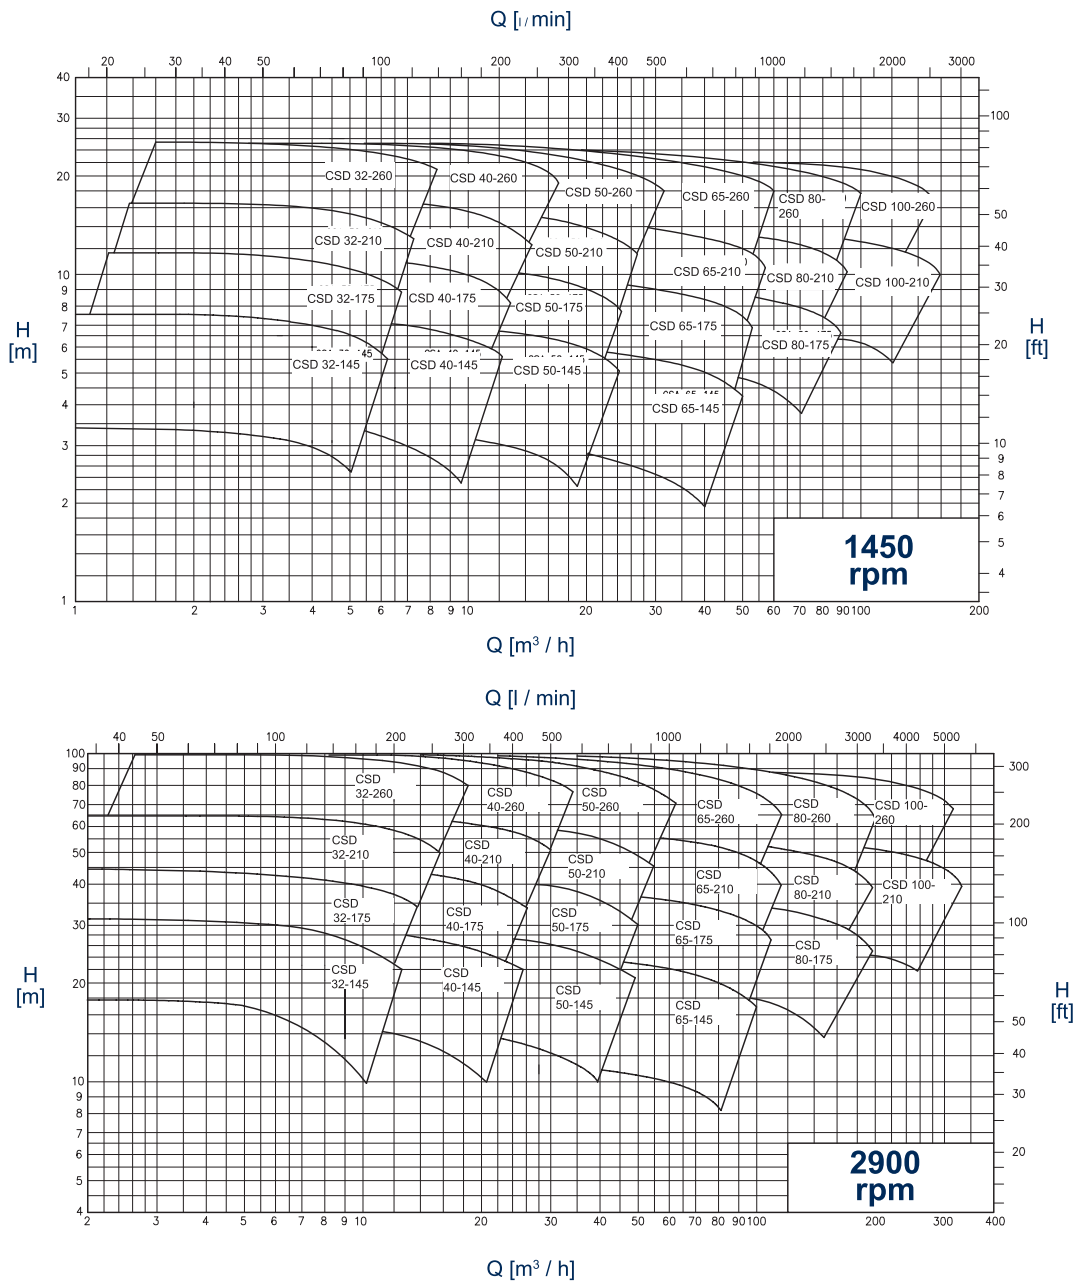 Q [l / min]
20 30 40 50 100 200 300 400 500 1000 2000 3000
40
30
20
10
9
8
7
6
5
4
3
2
1
H
[m]
100
50
40
30
20
10
9
8
7
6
5
4
H
[ft]
CSD 32-260
CSD 40-260
CSD 50-260
CSD 65-260
CSD 80-
260
CSD 100-260
CSD 32-210
CSD 40-210
CSD 50-210
CSD 65-210
CSD 80-210
CSD 100-210
CSD 32-175
CSD 40-175
CSD 50-175
CSD 65-175
CSD 80-175
CSD 32-145
CSD 40-145
CSD 50-145
CSD 65-145
1450
rpm
1 2 3 4 5 6 7 8 9 10 20 30 40 50 60 70 80 90 100 200
Q [m³ / h]
Q [l / min]
40 50 100 200 300 400 500 1000 2000 3000 4000 5000
100
90
80
70
60
50
40
30
20
10
9
8
7
6
5
4
H
[m]
300
200
100
50
40
30
20
H
[ft]
CSD
32-260
CSD
40-260
CSD
50-260
CSD
65-260
CSD
80-260
CSD 100-
260
CSD
32-210
CSD
40-210
CSD
50-210
CSD
65-210
CSD
80-210
CSD 100-
210
CSD
32-175
CSD
40-175
CSD
50-175
CSD
65-175
CSD
80-175
CSD
32-145
CSD
40-145
CSD
50-145
CSD
65-145
2900
rpm
2 3 4 5 6 7 8 9 10 20 30 40 50 60 70 80 90 100 200 300 400
Q [m³ / h]